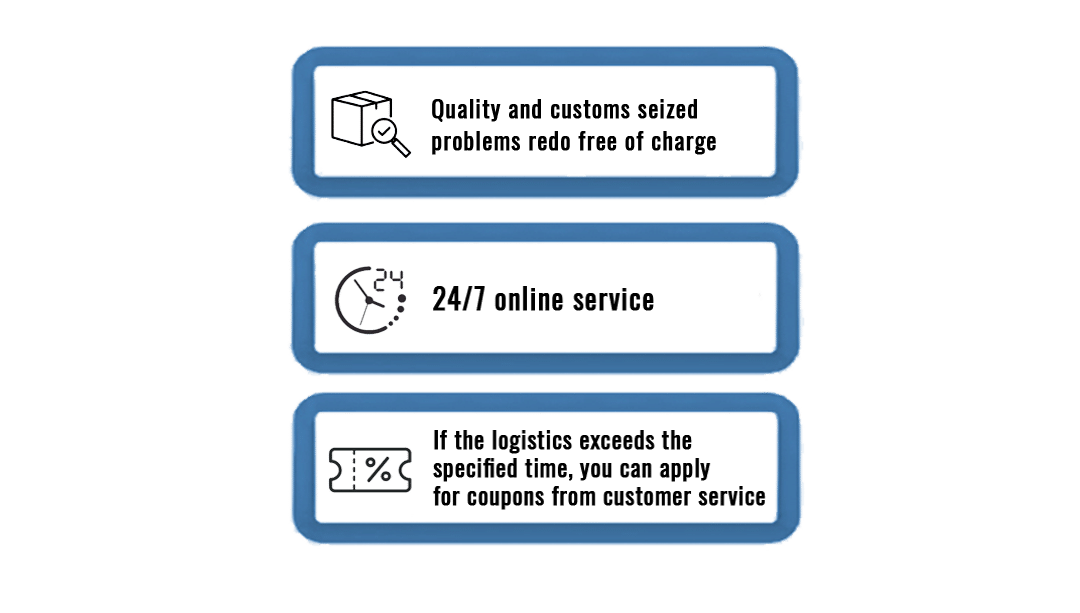 Quality and customs seized
problems redo free of charge
24
24/7 online service
%
If the logistics exceeds the
specified time, you can apply
for coupons from customer service